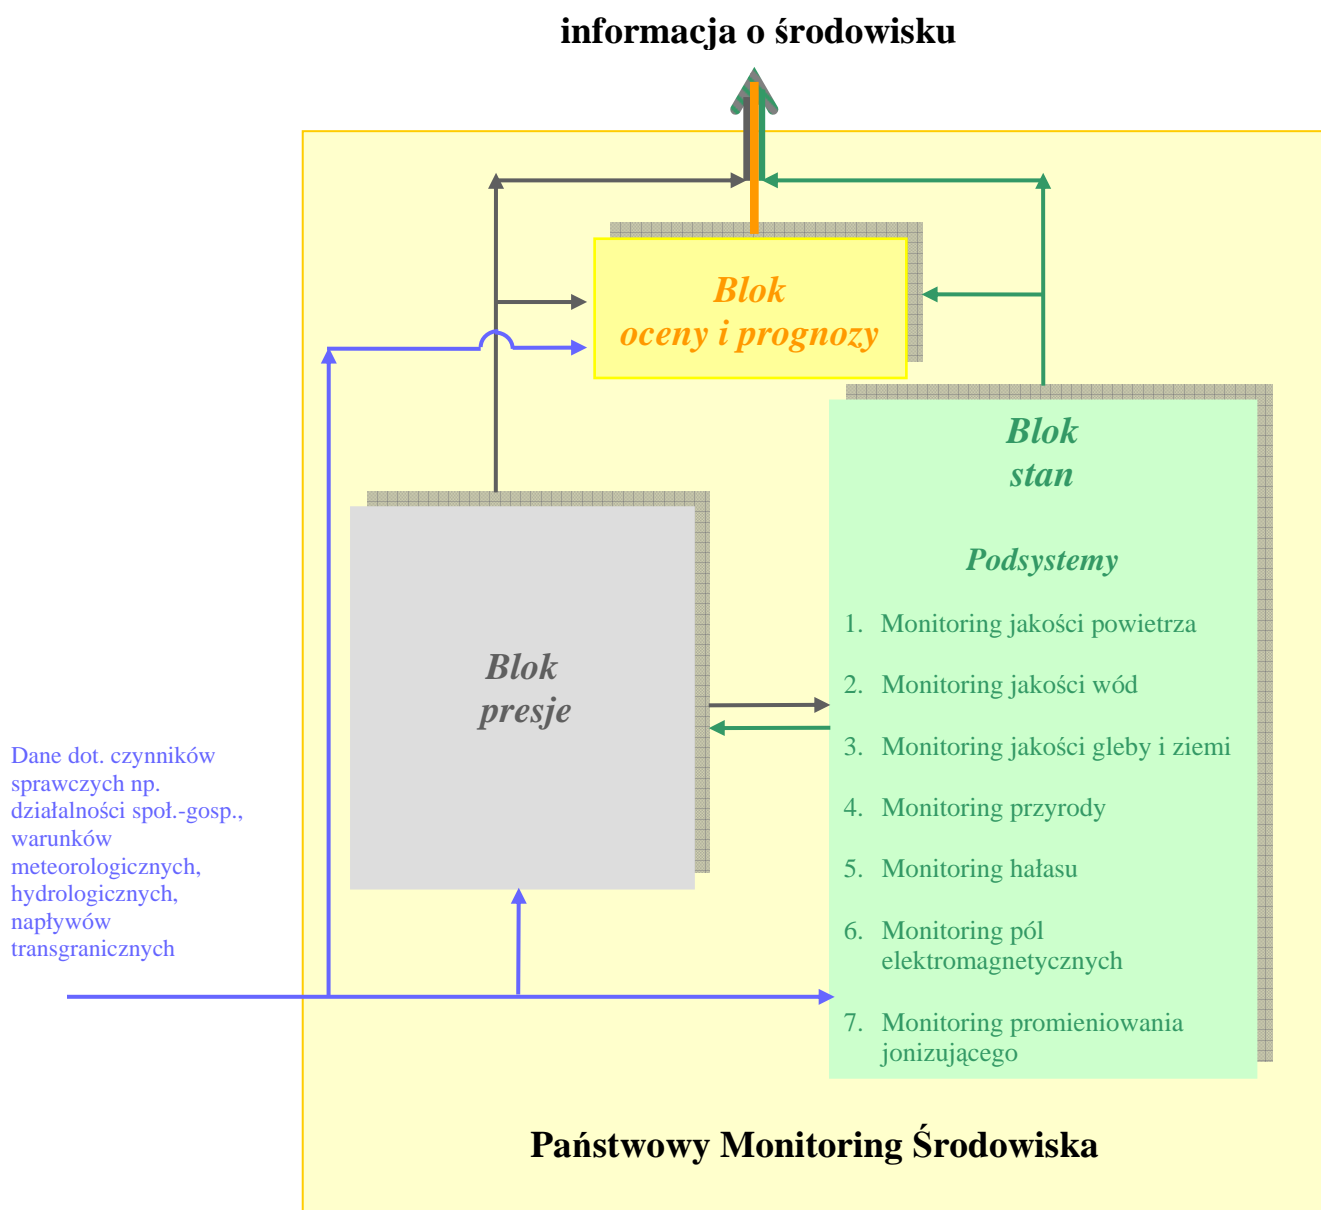 informacja o środowisku
Blok
oceny i prognozy
Blok
stan
Podsystemy
1. Monitoring jakości powietrza
2. Monitoring jakości wód
3. Monitoring jakości gleby i ziemi
4. Monitoring przyrody
5. Monitoring hałasu
6. Monitoring pól
elektromagnetycznych
7. Monitoring promieniowania
jonizującego
Blok
presje
Dane dot. czynników
sprawczych np.
działalności społ.-gosp.,
warunków
meteorologicznych,
hydrologicznych,
napływów
transgranicznych
Państwowy Monitoring Środowiska